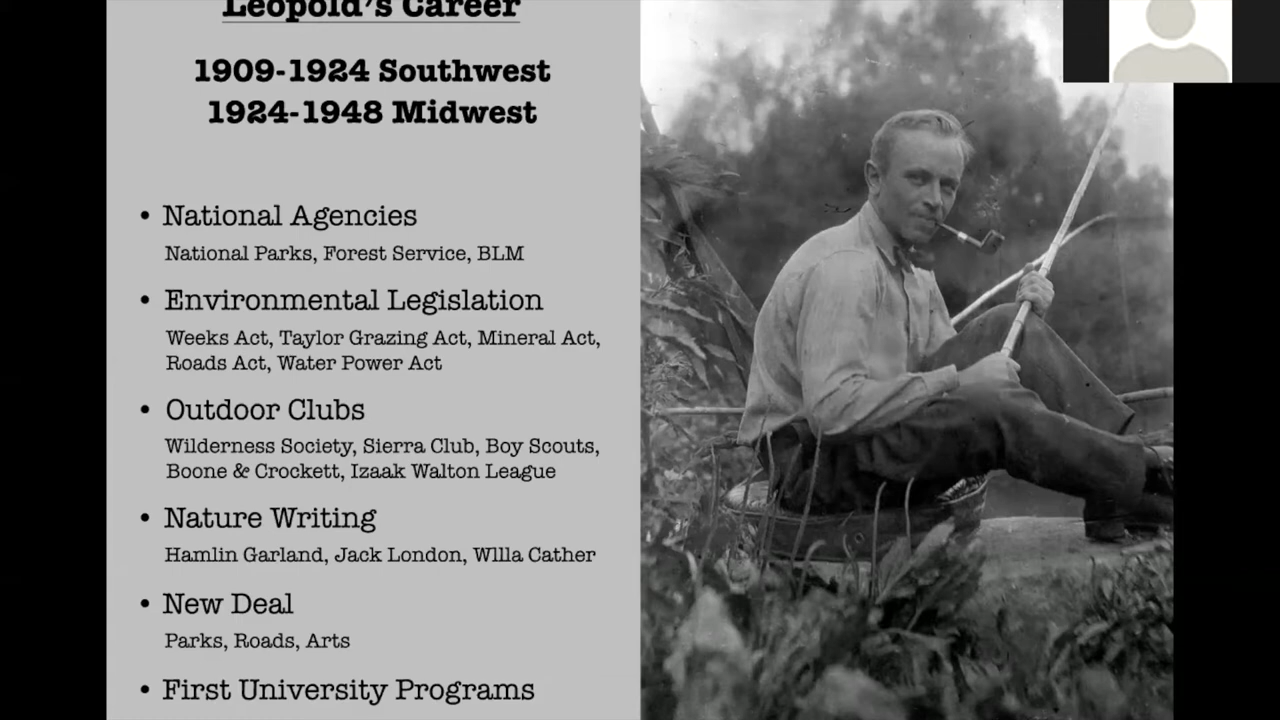 Leopold's Career
1909-1924 Southwest
1924-1948 Midwest
• National Agencies
National Parks, Forest Service, BLM
• Environmental Legislation
Weeks Act, Taylor Grazing Act, Mineral Act,
Roads Act, Water Power Act
• Outdoor Clubs
Wilderness Society, Sierra Club, Boy Scouts,
Boone & Crockett, Izaak Walton League
• Nature Writing
Hamlin Garland, Jack London, Wllla Cather
• New Deal
Parks, Roads, Arts
• First University Programs